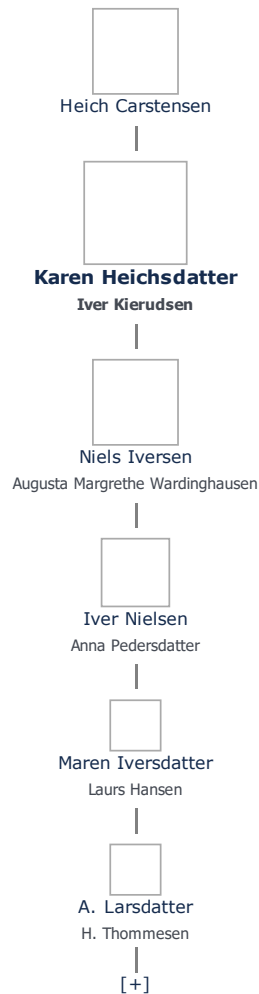 Heich Carstensen
Karen Heichsdatter
Iver Kierudsen
Niels Iversen
Augusta Margrethe Wardinghausen
Iver Nielsen
Anna Pedersdatter
Maren Iversdatter
Laurs Hansen
A. Larsdatter
H. Thommesen
[+]